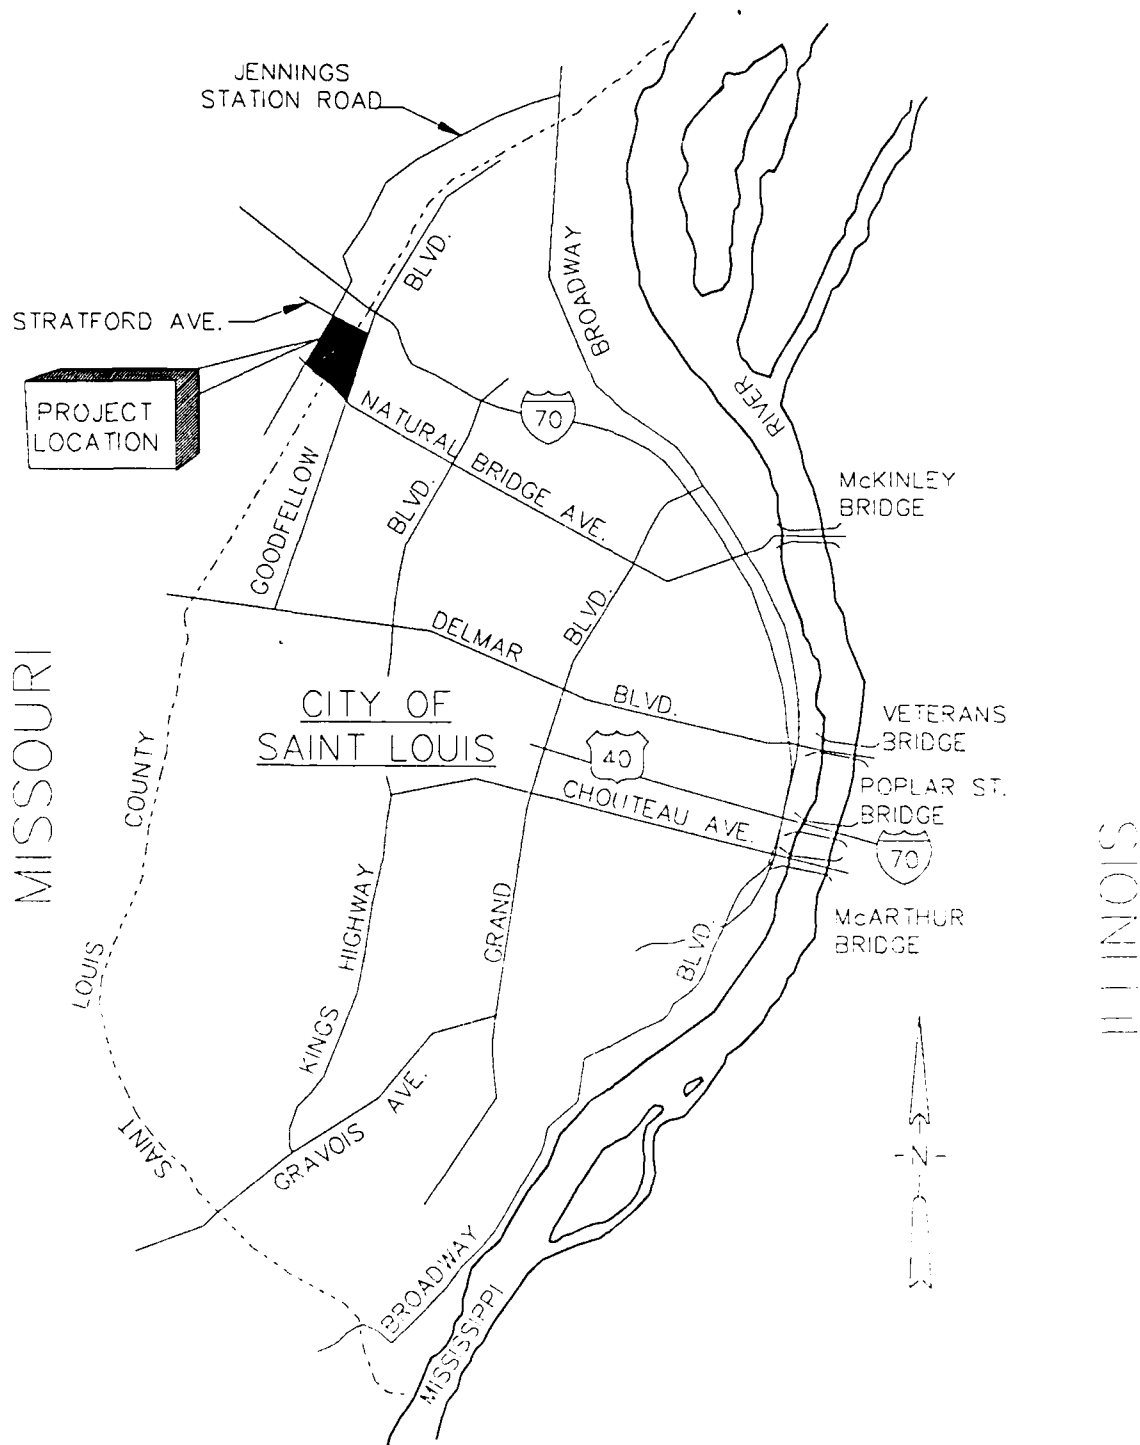 JENNINGS
STATION ROAD
STRATFORD AVE.
PROJECT
LOCATION
BLVD.
BROADWAY
70
NATURAL BRIDGE AVE.
GOODFELLOW
BLVD.
RIVER
McKINLEY
BRIDGE
BLVD.
DELMAR
BLVD.
MISSOURI
CITY OF
SAINT LOUIS
40
VETERANS
BRIDGE
POPLAR ST.
BRIDGE
CHOUTEAU AVE.
70
COUNTY
LOUIS
SAINT
KINGS
HIGHWAY
GRAND
BLVD.
McARTHUR
BRIDGE
ILLINOIS
GRAVOIS
AVE.
-N-
BROADWAY
MISSISSIPPI